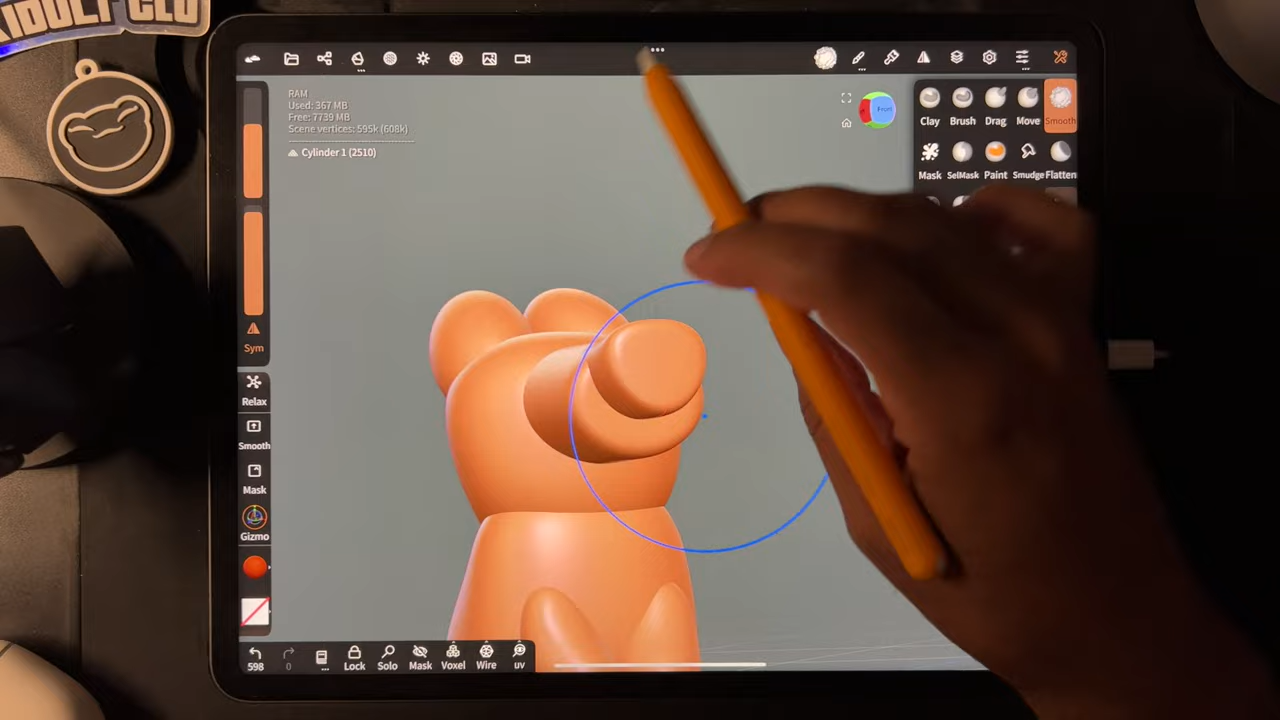 KIDULT CLU
RAM
Used: 367 MB
Free: 7739 MB
Scene vertices: 595k (608k)
Cylinder 1 (2510)
Front
Clay Brush Drag Move Smooth
Mask SelMask Paint Smudge Flatten
Sym
Relax
Smooth
Mask
Gizmo
598 0 Lock Solo Mask Voxel Wire uv